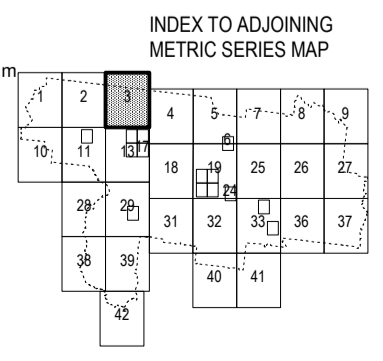 INDEX TO ADJOINING
METRIC SERIES MAP
m
1 2 3 4 5 7 8 9
6
10 11 13 17 18 19 25 26 27
24
28 29 31 32 33 36 37
38 39 40 41
42